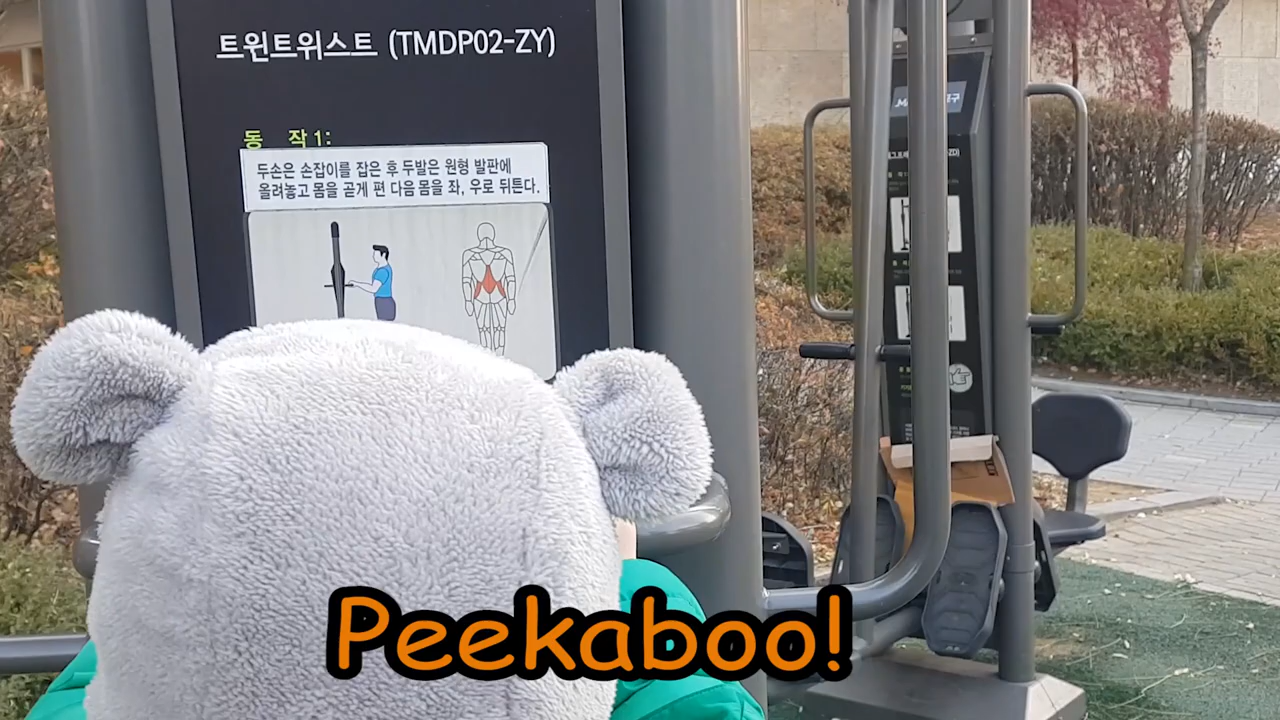 트윈트위스트 (TMDP02-ZY)
동 작1:
두손은 손잡이를 잡은 후 두발은 원형 발판에
올려놓고 몸을 곧게 편 다음 몸을 좌, 우로 뒤튼다.
Peekaboo!